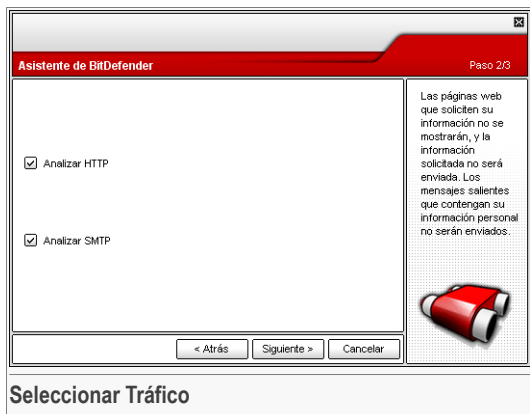 Asistente de BitDefender
Paso 2/3
Analizar HTTP
Analizar SMTP
Las páginas web
que soliciten su
información no se
mostrarán, y la
información
solicitada no será
enviada. Los
mensajes salientes
que contengan su
información personal
no serán enviados.
< Atrás
Siguiente >
Cancelar
Seleccionar Tráfico